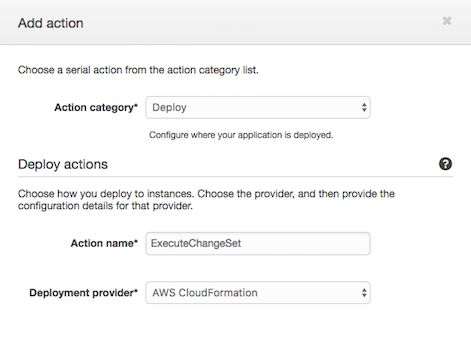 Add action
Choose a serial action from the action category list.
Action category* Deploy
Configure where your application is deployed.
Deploy actions
Choose how you deploy to instances. Choose the provider, and then provide the
configuration details for that provider.
Action name* ExecuteChangeSet
Deployment provider* AWS CloudFormation